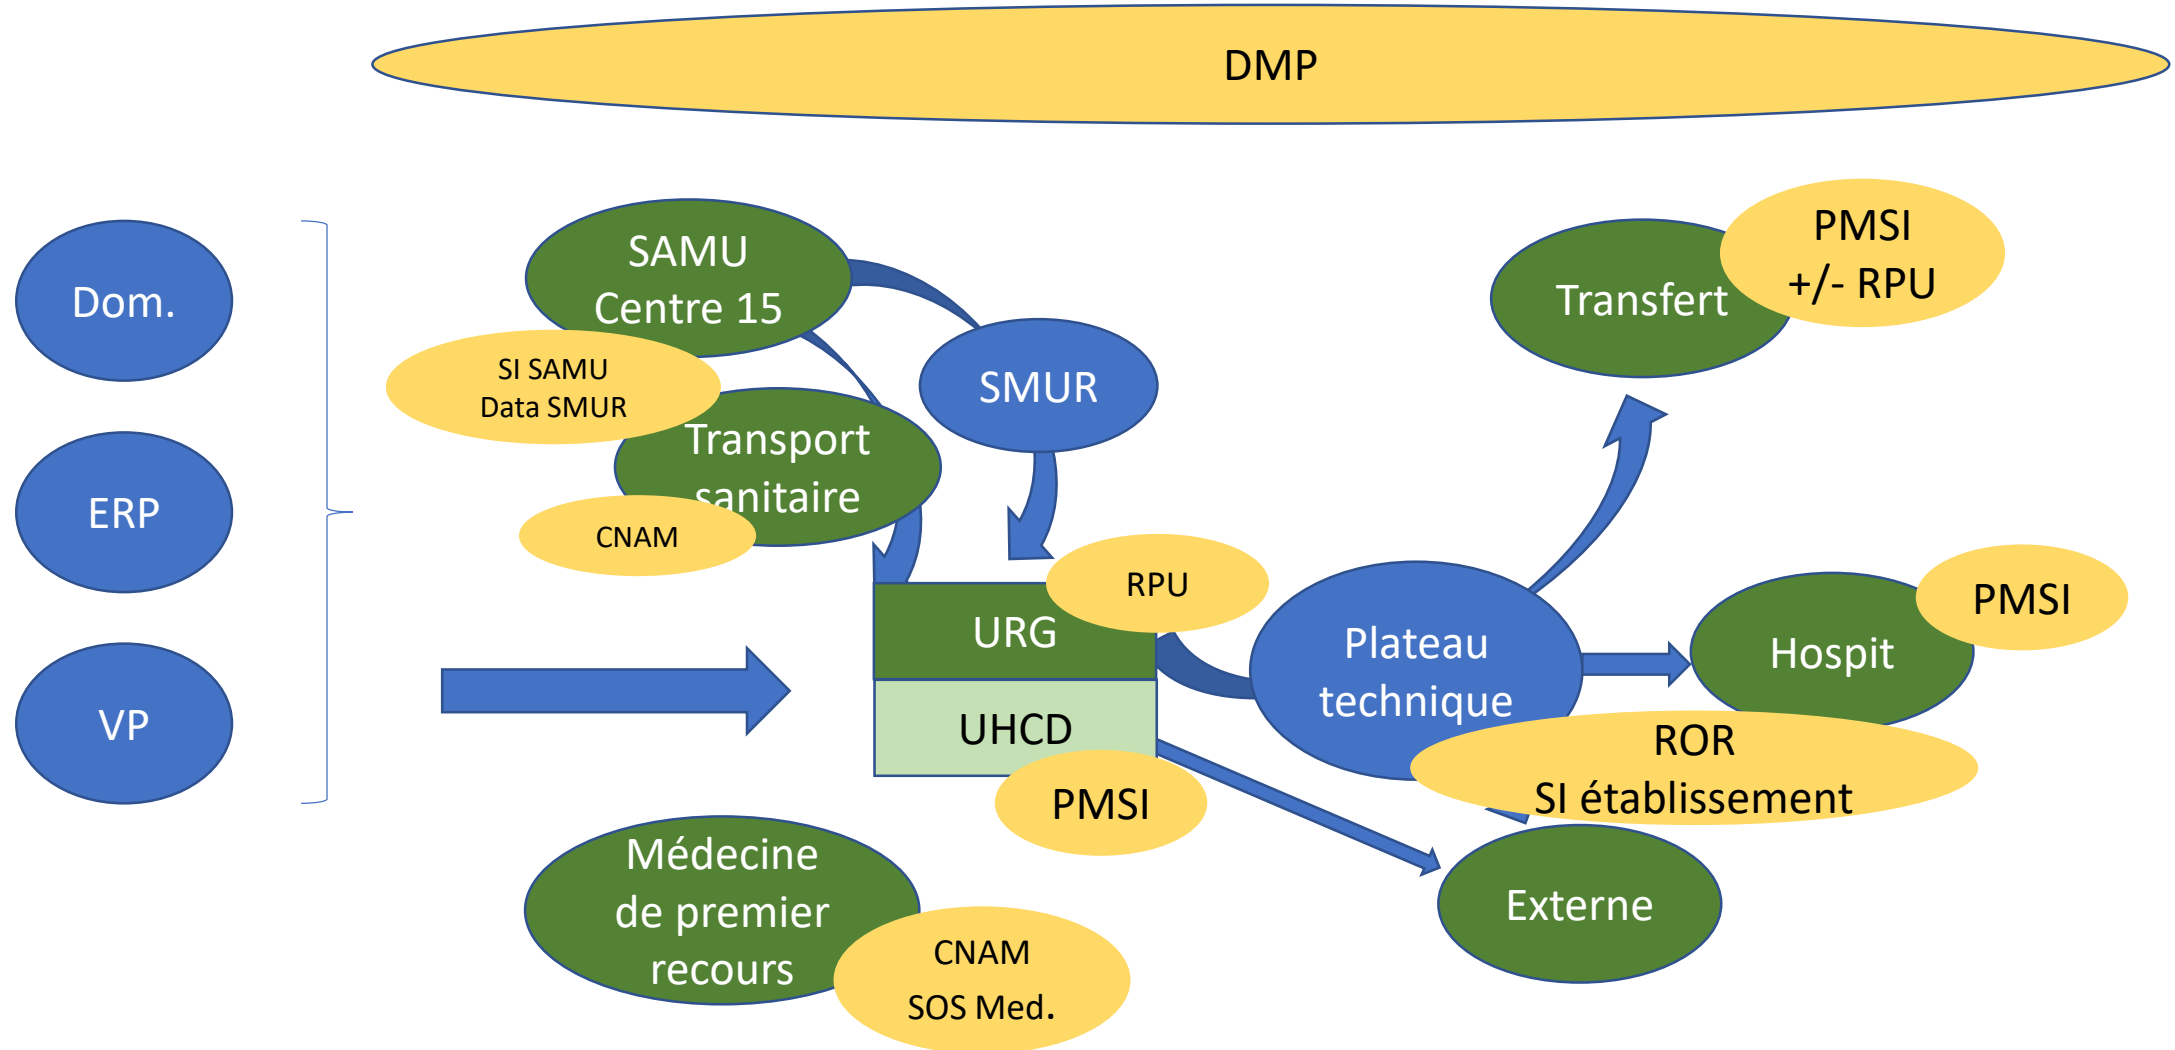 DMP
Dom.
ERP
VP
SAMU
Centre 15
SI SAMU
Data SMUR
Transport
sanitaire
CNAM
SMUR
RPU
URG
UHCD
PMSI
Médecine
de premier
recours
CNAM
SOS Med.
Plateau
technique
ROR
SI établissement
Transfert
PMSI
+/- RPU
Hospit
PMSI
Externe